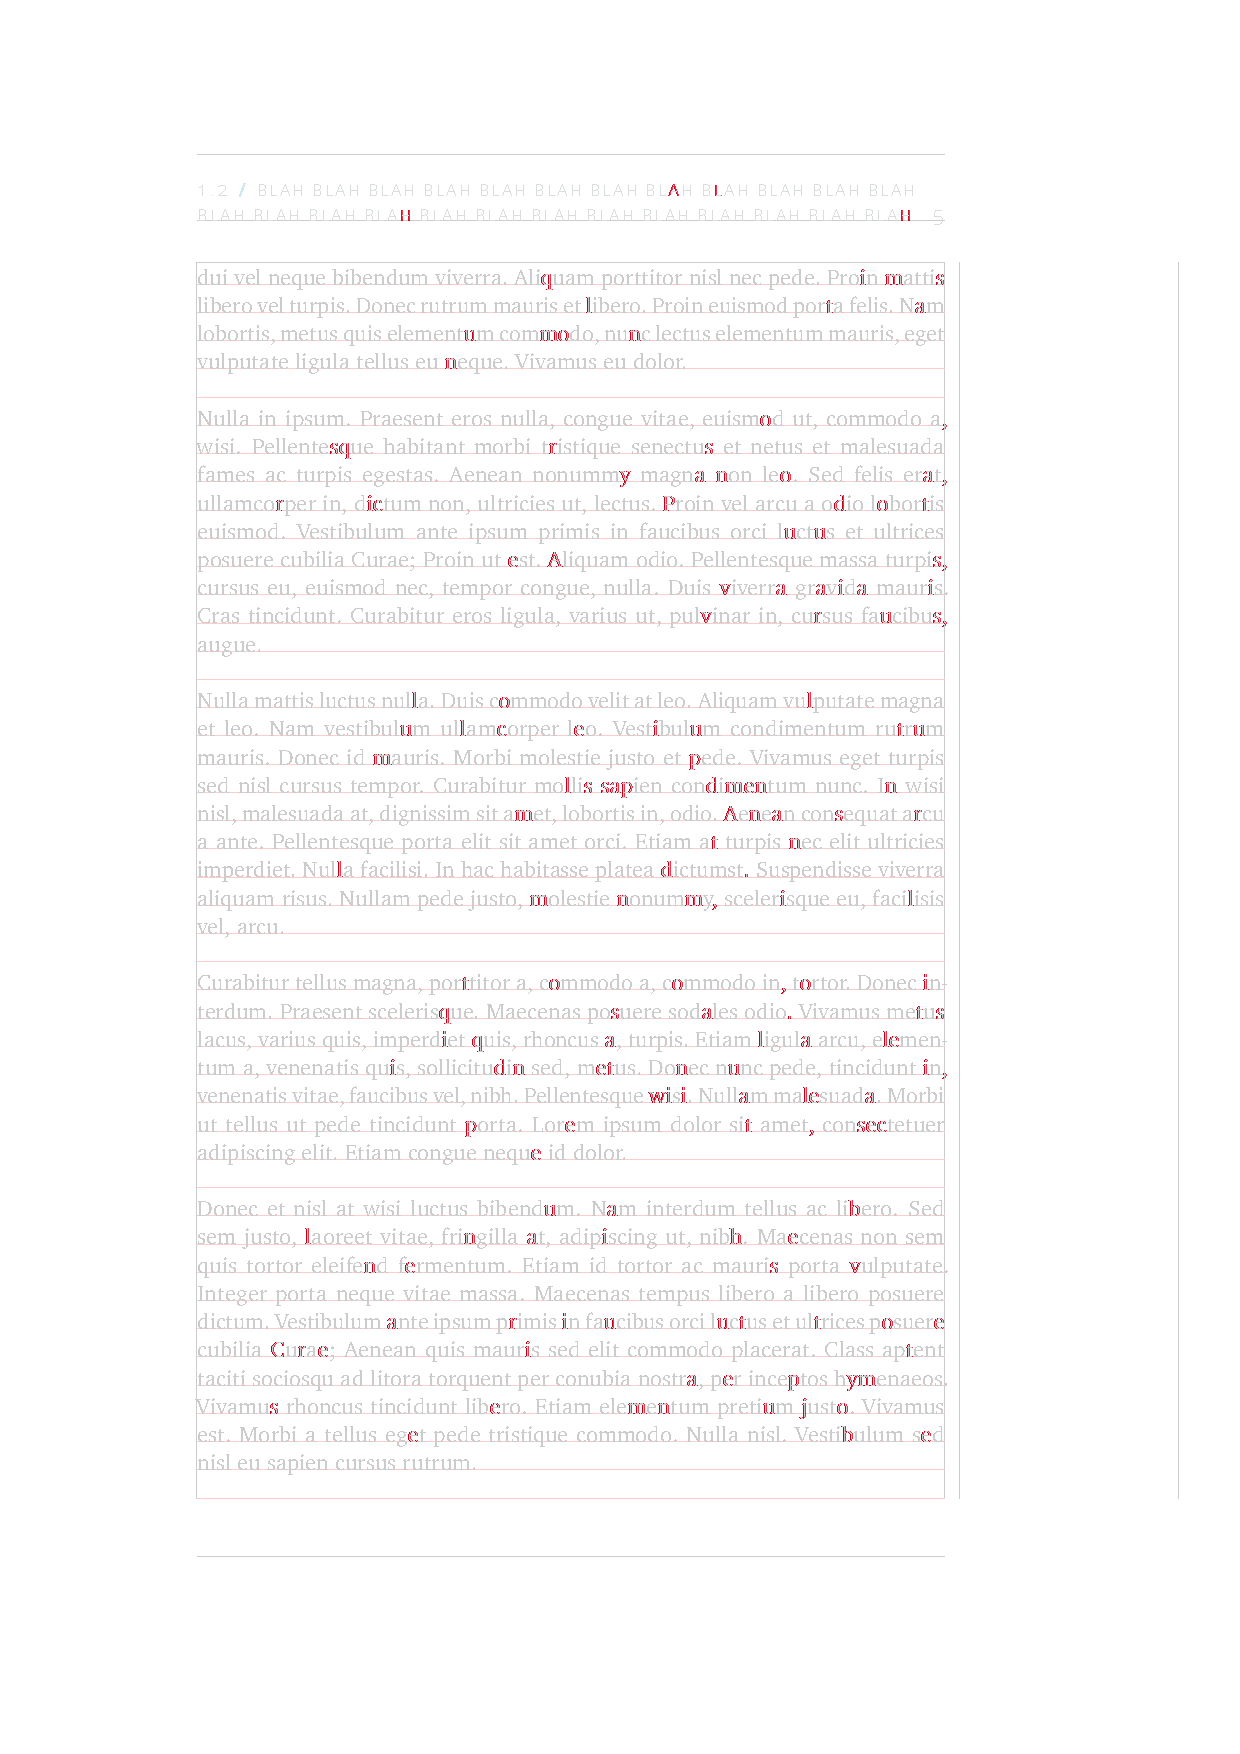 1.2 / BLAH BLAH BLAH BLAH BLAH BLAH BLAH BLAH BLAH BLAH BLAH BLAH
BLAH BLAH BLAH BLAH BLAH BLAH BLAH BLAH BLAH BLAH BLAH BLAH BLAH 5
dui vel neque bibendum viverra. Aliquam porttitor nisl nec pede. Proin mattis
libero vel turpis. Donec rutrum mauris et libero. Proin euismod porta felis. Nam
lobortis, metus quis elementum commodo, nunc lectus elementum mauris, eget
vulputate ligula tellus eu neque. Vivamus eu dolor.
Nulla in ipsum. Praesent eros nulla, congue vitae, euismod ut, commodo a,
wisi. Pellentesque habitant morbi tristique senectus et netus et malesuada
fames ac turpis egestas. Aenean nonummy magna non leo. Sed felis erat,
ullamcorper in, dictum non, ultricies ut, lectus. Proin vel arcu a odio lobortis
euismod. Vestibulum ante ipsum primis in faucibus orci luctus et ultrices
posuere cubilia Curae; Proin ut est. Aliquam odio. Pellentesque massa turpis,
cursus eu, euismod nec, tempor congue, nulla. Duis viverra gravida mauris.
Cras tincidunt. Curabitur eros ligula, varius ut, pulvinar in, cursus faucibus,
augue.
Nulla mattis luctus nulla. Duis commodo velit at leo. Aliquam vulputate magna
et leo. Nam vestibulum ullamcorper leo. Vestibulum condimentum rutrum
mauris. Donec id mauris. Morbi molestie justo et pede. Vivamus eget turpis
sed nisl cursus tempor. Curabitur mollis sapien condimentum nunc. In wisi
nisl, malesuada at, dignissim sit amet, lobortis in, odio. Aenean consequat arcu
a ante. Pellentesque porta elit sit amet orci. Etiam at turpis nec elit ultricies
imperdiet. Nulla facilisi. In hac habitasse platea dictumst. Suspendisse viverra
aliquam risus. Nullam pede justo, molestie nonummy, scelerisque eu, facilisis
vel, arcu.
Curabitur tellus magna, porttitor a, commodo a, commodo in, tortor. Donec in-
terdum. Praesent scelerisque. Maecenas posuere sodales odio. Vivamus metus
lacus, varius quis, imperdiet quis, rhoncus a, turpis. Etiam ligula arcu, elemen-
tum a, venenatis quis, sollicitudin sed, metus. Donec nunc pede, tincidunt in,
venenatis vitae, faucibus vel, nibh. Pellentesque wisi. Nullam malesuada. Morbi
ut tellus ut pede tincidunt porta. Lorem ipsum dolor sit amet, consectetuer
adipiscing elit. Etiam congue neque id dolor.
Donec et nisl at wisi luctus bibendum. Nam interdum tellus ac libero. Sed
sem justo, laoreet vitae, fringilla at, adipiscing ut, nibh. Maecenas non sem
quis tortor eleifend fermentum. Etiam id tortor ac mauris porta vulputate.
Integer porta neque vitae massa. Maecenas tempus libero a libero posuere
dictum. Vestibulum ante ipsum primis in faucibus orci luctus et ultrices posuere
cubilia Curae; Aenean quis mauris sed elit commodo placerat. Class aptent
taciti sociosqu ad litora torquent per conubia nostra, per inceptos hymenaeos.
Vivamus rhoncus tincidunt libero. Etiam elementum pretium justo. Vivamus
est. Morbi a tellus eget pede tristique commodo. Nulla nisl. Vestibulum sed
nisl eu sapien cursus rutrum.